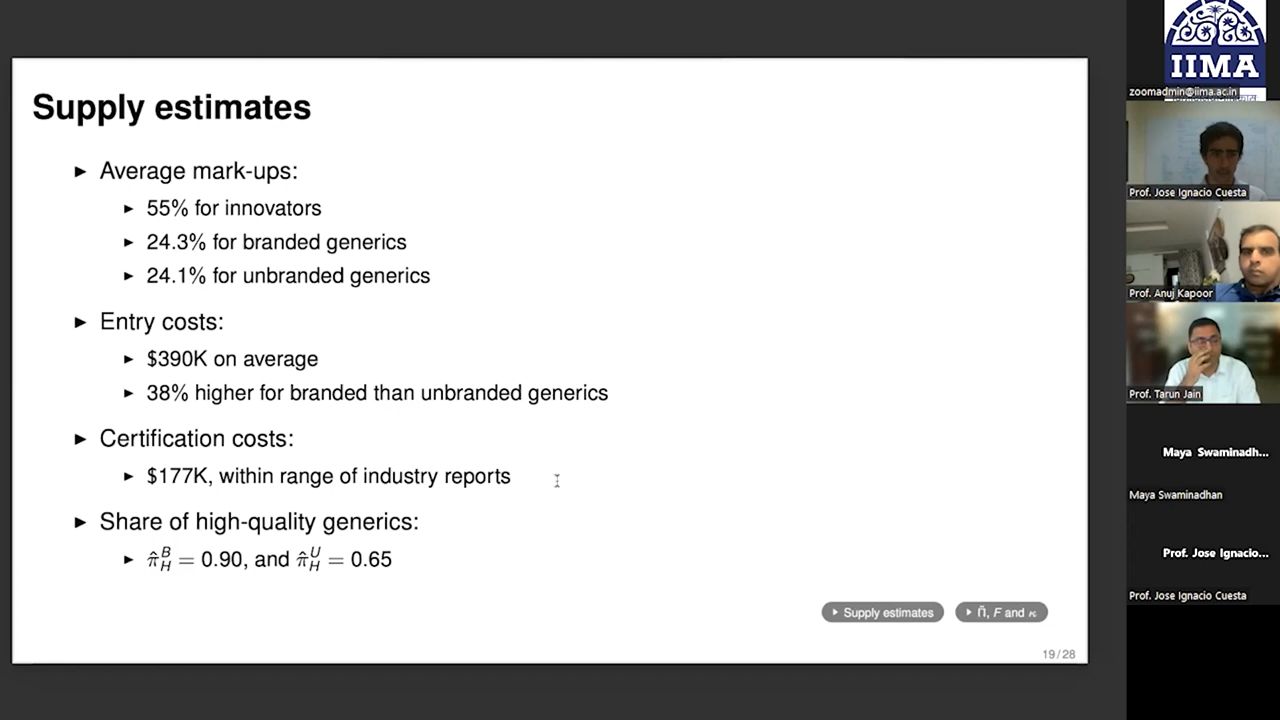 Supply estimates
► Average mark-ups:
► 55% for innovators
► 24.3% for branded generics
► 24.1% for unbranded generics
► Entry costs:
► $390K on average
► 38% higher for branded than unbranded generics
► Certification costs:
► $177K, within range of industry reports
► Share of high-quality generics:
► π̂_H^B = 0.90, and π̂_H^U = 0.65
► Supply estimates
► ñ, F and κ
19/28
IIMA
zoomadmin@iima.ac.in
Prof. Jose Ignacio Cuesta
Prof. Anuj Kapoor
Prof. Tarun Jain
Maya Swaminadh...
Maya Swaminadhan
Prof. Jose Ignacio...
Prof. Jose Ignacio Cuesta